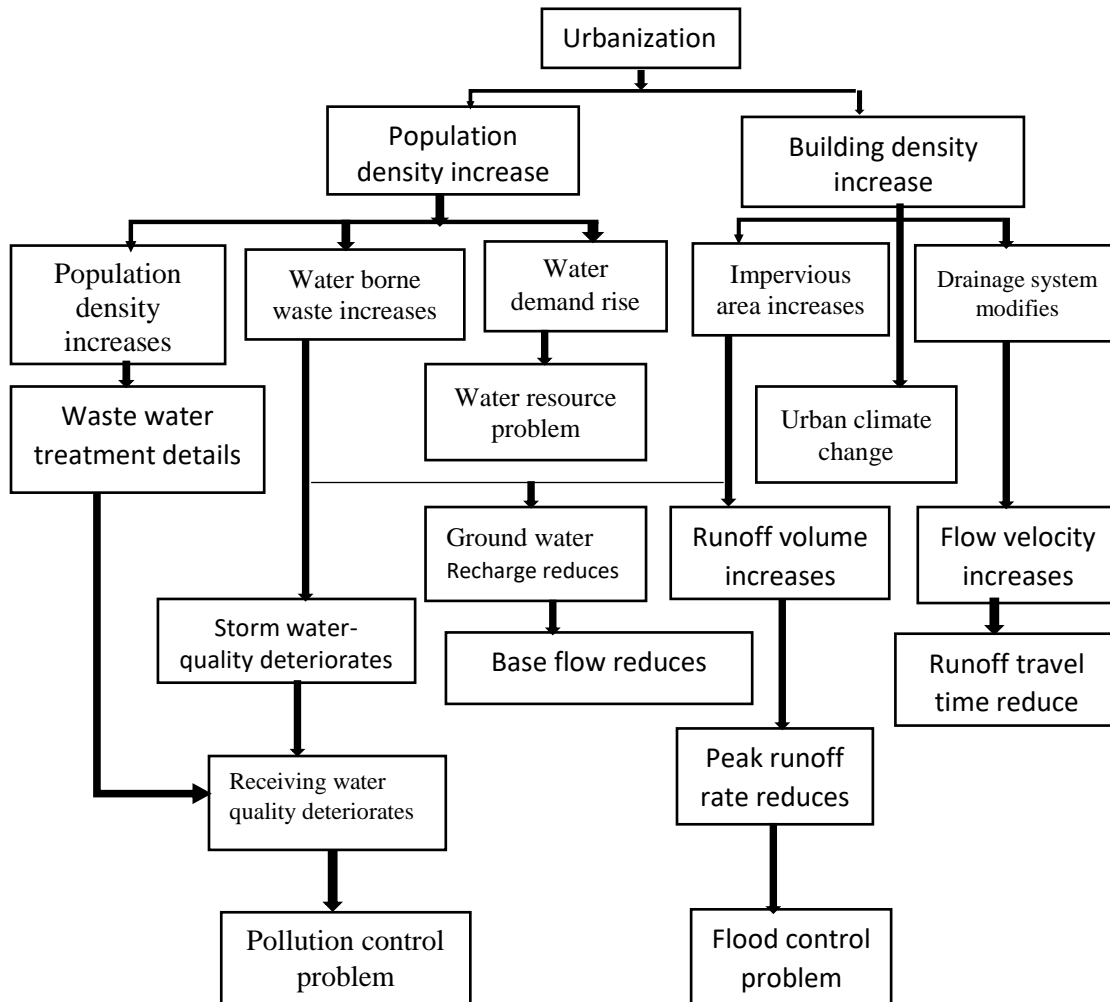 Urbanization
Population
density increase
Building density
increase
Population
density
increases
Water borne
waste increases
Water
demand rise
Impervious
area increases
Drainage system
modifies
Waste water
treatment details
Water resource
problem
Urban climate
change
Ground water
Recharge reduces
Runoff volume
increases
Flow velocity
increases
Storm water-
quality deteriorates
Base flow reduces
Runoff travel
time reduce
Receiving water
quality deteriorates
Peak runoff
rate reduces
Pollution control
problem
Flood control
problem